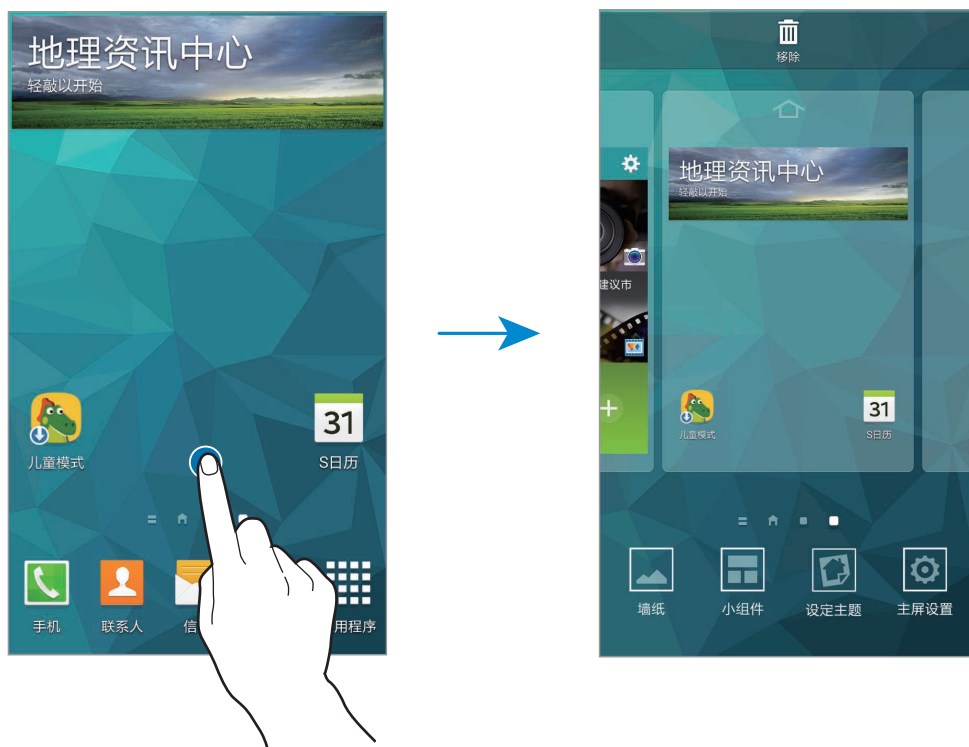 地理资讯中心
轻敲以开始
31
儿童模式
S日历
手机
联系人
信
用程序
移除
地理资讯中心
轻敲以开始
建议市
31
儿童模式
S日历
墙纸
小组件
设定主题
主屏设置